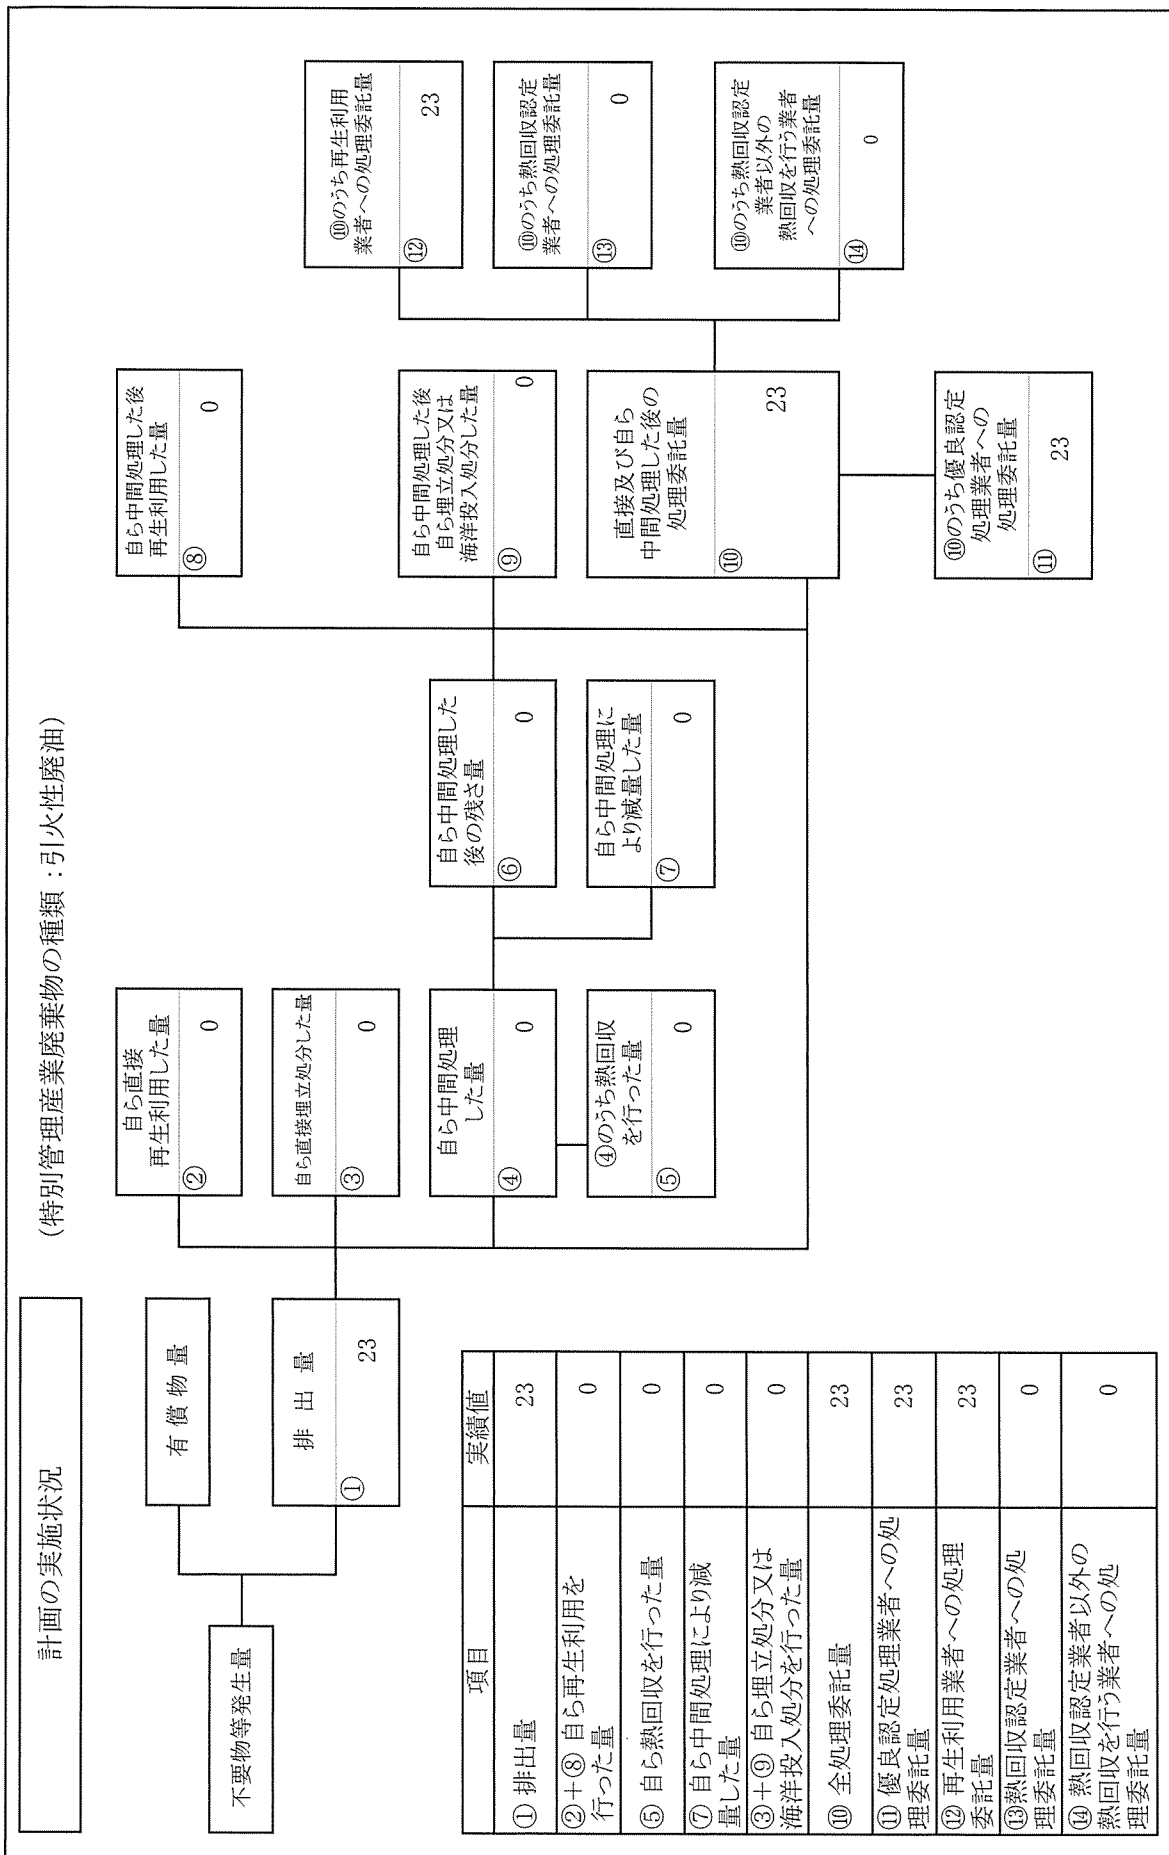 計画の実施状況
(特別管理産業廃棄物の種類：引火性廃油)
不要物等発生量
有償物量
排出量
① 23
自ら直接
再生利用した量
② 0
自ら直接埋立処分した量
③ 0
自ら中間処理
した量
④ 0
④のうち熱回収
を行った量
⑤ 0
自ら中間処理した
後の残さ量
⑥ 0
自ら中間処理に
より減量した量
⑦ 0
自ら中間処理した後
再生利用した量
⑧ 0
自ら中間処理した後
自ら埋立処分又は
海洋投入処分した量
⑨ 0
直接及び自ら
中間処理した後の
処理委託量
⑩ 23
⑩のうち優良認定
処理業者への
処理委託量
⑪ 23
⑩のうち再生利用
業者への処理委託量
⑫ 23
⑩のうち熱回収認定
業者への処理委託量
⑬ 0
⑩のうち熱回収認定
業者以外の
熱回収を行う業者
への処理委託量
⑭ 0
項目 実績値
① 排出量 23
②+⑧ 自ら再生利用を
行った量 0
⑤ 自ら熱回収を行った量 0
⑦ 自ら中間処理により減
量した量 0
③+⑨ 自ら埋立処分又は
海洋投入処分を行った量 0
⑩ 全処理委託量 23
⑪ 優良認定処理業者への処
理委託量 23
⑫ 再生利用業者への処理
委託量 23
⑬熱回収認定業者への処
理委託量 0
⑭ 熱回収認定業者以外の
熱回収を行う業者への処
理委託量 0